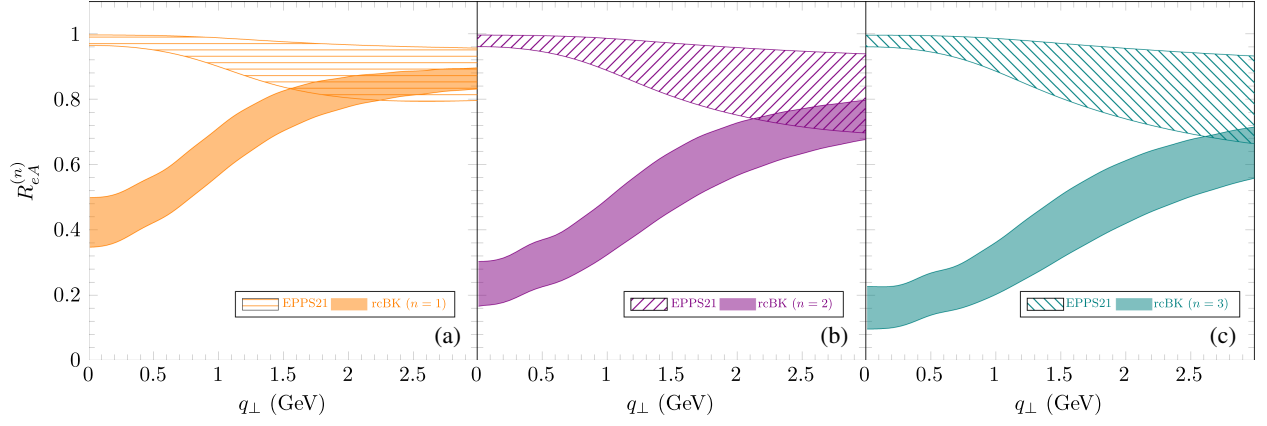 1
0.8
0.6
0.4
0.2
0
R_{eA}^{(n)}
EPPS21 rcBK (n = 1)
(a)
EPPS21 rcBK (n = 2)
(b)
EPPS21 rcBK (n = 3)
(c)
0 0.5 1 1.5 2 2.5 0 0.5 1 1.5 2 2.5 0 0.5 1 1.5 2 2.5
q⊥ (GeV) q⊥ (GeV) q⊥ (GeV)